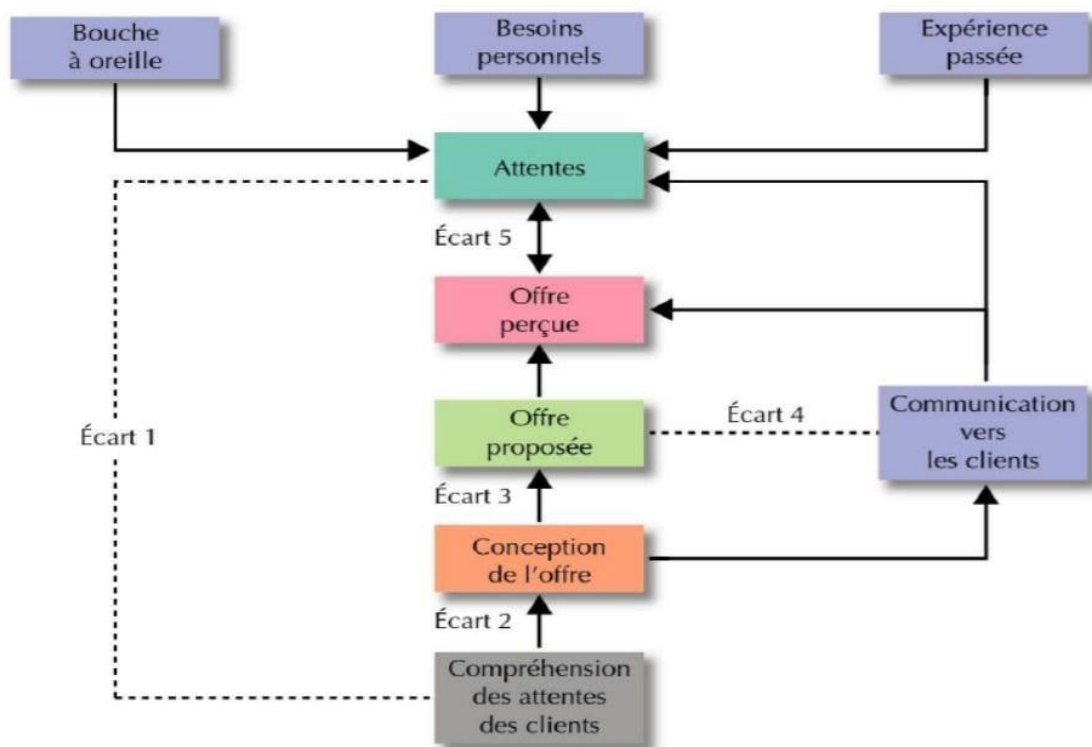 Bouche
à oreille
Besoins
personnels
Expérience
passée
Attentes
Écart 5
Offre
perçue
Écart 1
Offre
proposée
Écart 4
Communication
vers
les clients
Écart 3
Conception
de l'offre
Écart 2
Compréhension
des attentes
des clients